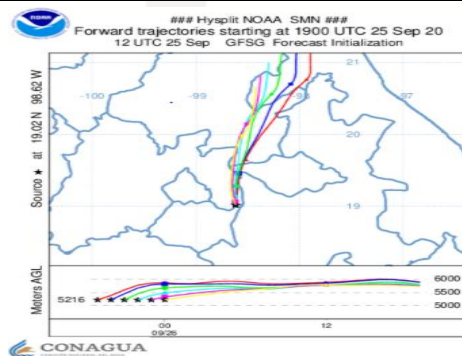 NOAA
### Hysplit NOAA SMN ###
Forward trajectories starting at 1900 UTC 25 Sep 20
12 UTC 25 Sep GFSG Forecast Initialization
Source ★ at 19.02 N 98.62 W
21
-100
-99
-97
20
19
Meters AGL
5216
6000
5500
5000
00
12
09/26
CONAGUA